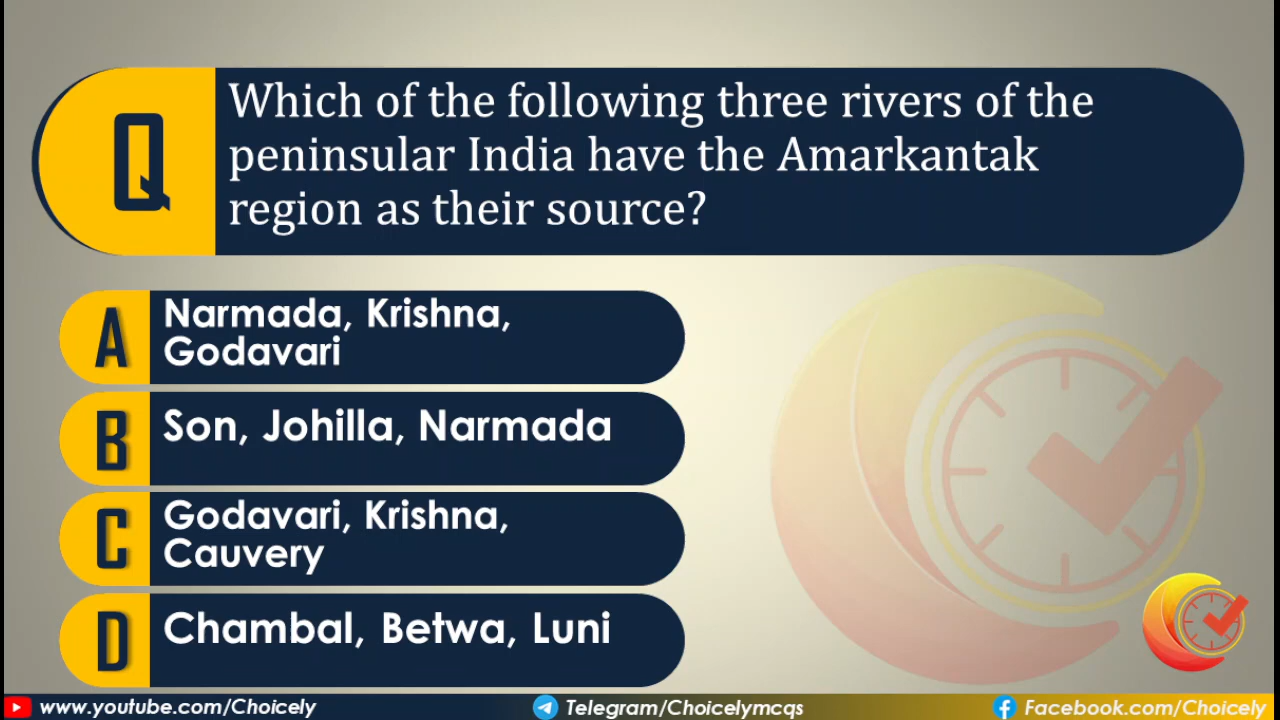 Q
Which of the following three rivers of the
peninsular India have the Amarkantak
region as their source?
A
Narmada, Krishna,
Godavari
B
Son, Johilla, Narmada
C
Godavari, Krishna,
Cauvery
D
Chambal, Betwa, Luni
www.youtube.com/Choicely
Telegram/Choicelymcqs
Facebook.com/Choicely